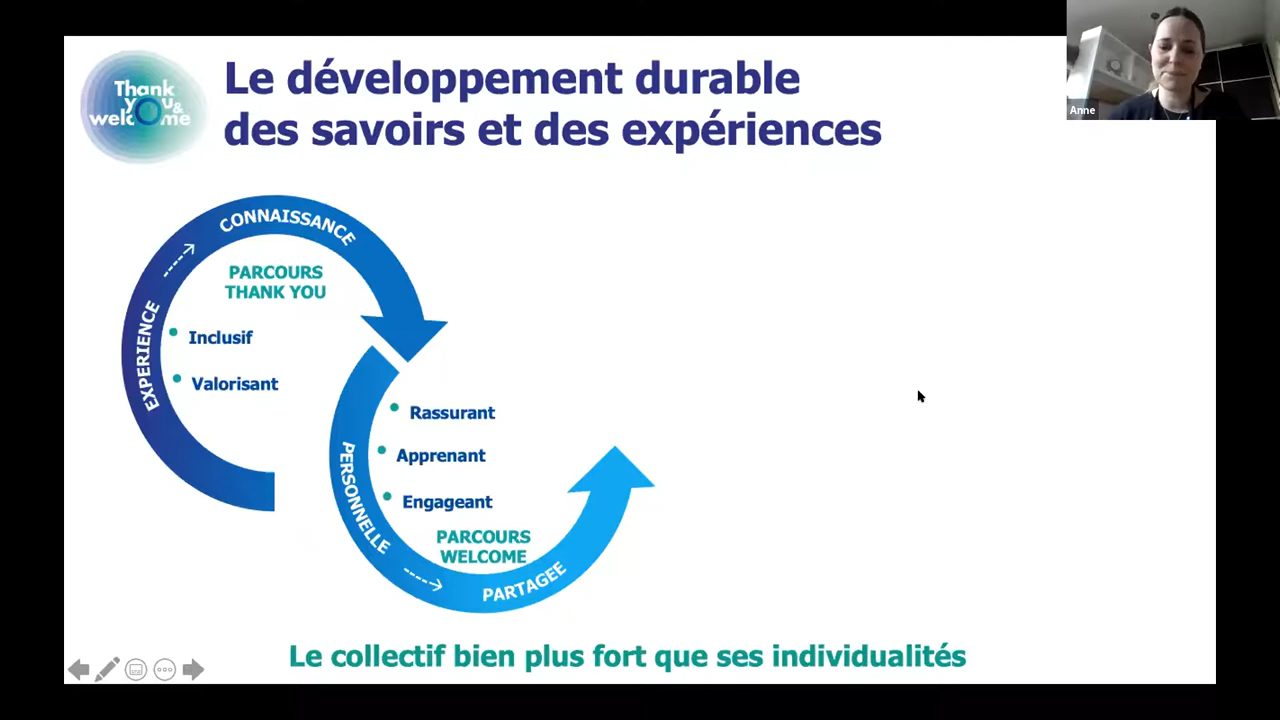 Thank
you &
welcome
Le développement durable
des savoirs et des expériences
Anne
EXPERIENCE ---> CONNAISSANCE
PARCOURS
THANK YOU
• Inclusif
• Valorisant
PERSONNELLE ---> PARTAGEE
• Rassurant
• Apprenant
• Engageant
PARCOURS
WELCOME
Le collectif bien plus fort que ses individualités